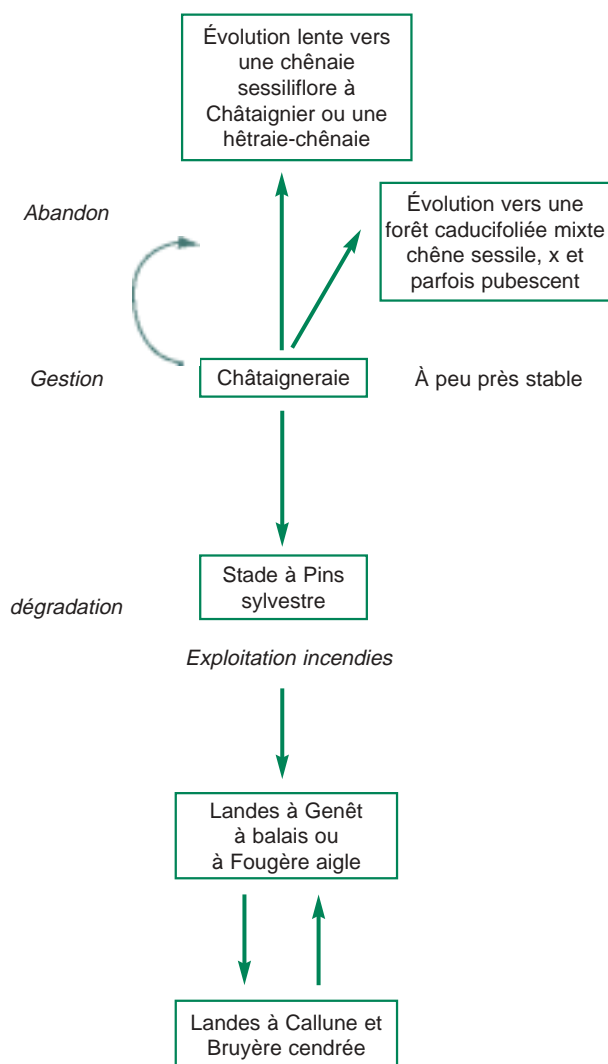 Évolution lente vers
une chênaie
sessiliflore à
Châtaignier ou une
hêtraie-chênaie
Abandon
Évolution vers une
forêt caducifoliée mixte
chêne sessile, x et
parfois pubescent
Gestion
Châtaigneraie
À peu près stable
Stade à Pins
sylvestre
dégradation
Exploitation incendies
Landes à Genêt
à balais ou
à Fougère aigle
Landes à Callune et
Bruyère cendrée